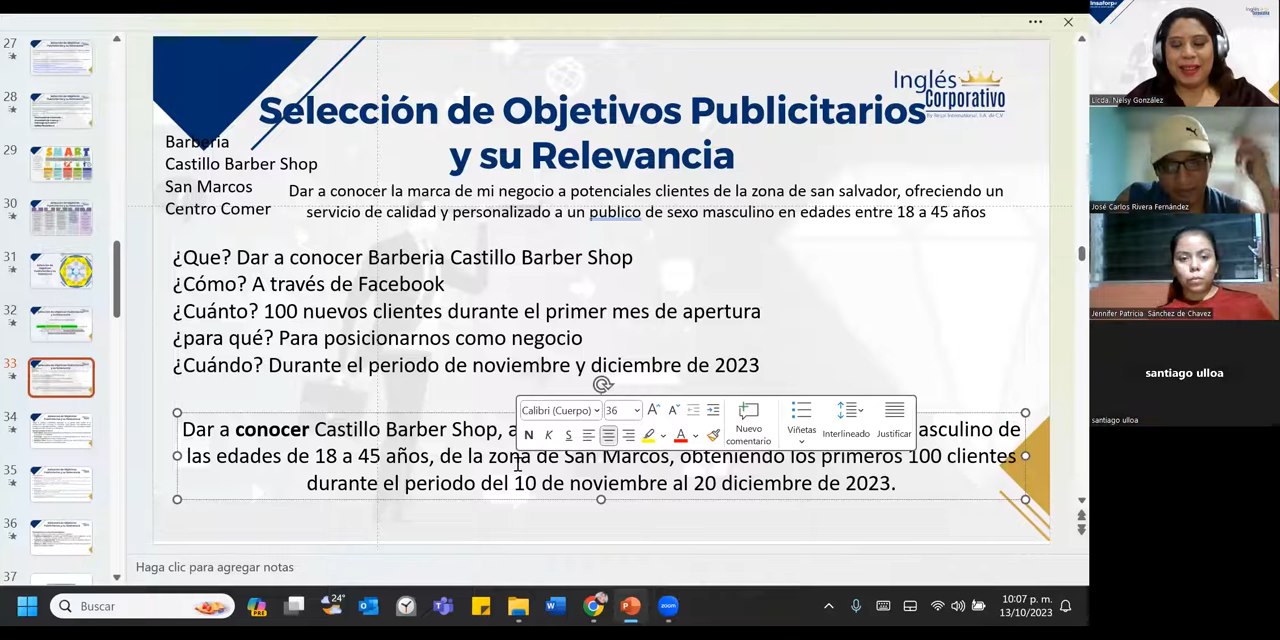 27
28
29
30
31
32
33
34
35
36
37
Inglés
Corporativo
Selección de Objetivos Publicitarios
y su Relevancia
Barberia
Castillo Barber Shop
San Marcos
Centro Comer
Dar a conocer la marca de mi negocio a potenciales clientes de la zona de san salvador, ofreciendo un
servicio de calidad y personalizado a un publico de sexo masculino en edades entre 18 a 45 años
¿Que? Dar a conocer Barberia Castillo Barber Shop
¿Cómo? A través de Facebook
¿Cuánto? 100 nuevos clientes durante el primer mes de apertura
¿para qué? Para posicionarnos como negocio
¿Cuándo? Durante el periodo de noviembre y diciembre de 2023
Calibri (Cuerpo) 36
N K S
Nuevo
comentario
Viñetas
Interlineado
Justificar
Dar a conocer Castillo Barber Shop, a
asculino de
las edades de 18 a 45 años, de la zona de San Marcos, obteniendo los primeros 100 clientes
durante el periodo del 10 de noviembre al 20 diciembre de 2023.
Haga clic para agregar notas
Buscar
24°
10:07 p. m.
13/10/2023
Insaforp
Licda. Nelsy González
José Carlos Rivera Fernández
Jennifer Patricia Sánchez de Chavez
santiago ulloa
santiago ulloa